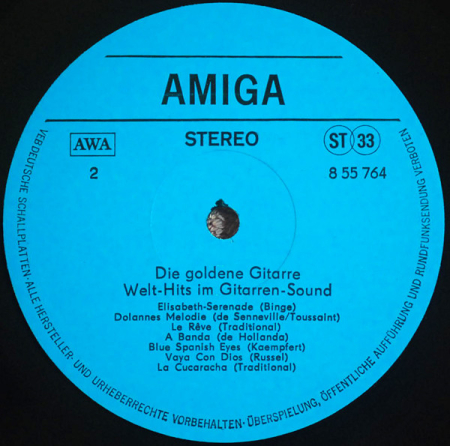 AMIGA
AWA
STEREO
ST 33
2
8 55 764
Die goldene Gitarre
Welt-Hits im Gitarren-Sound
Elisabeth-Serenade (Binge)
Dolannes Melodie (de Senneville/Toussaint)
Le Rêve (Traditional)
A Banda (de Hollanda)
Blue Spanish Eyes (Kaempfert)
Vaya Con Dios (Russel)
La Cucaracha (Traditional)
VEB DEUTSCHE SCHALLPLATTEN · ALLE HERSTELLER- UND URHEBERRECHTE VORBEHALTEN · ÜBERSPIELUNG, ÖFFENTLICHE AUFFÜHRUNG UND RUNDFUNKSENDUNG VERBOTEN